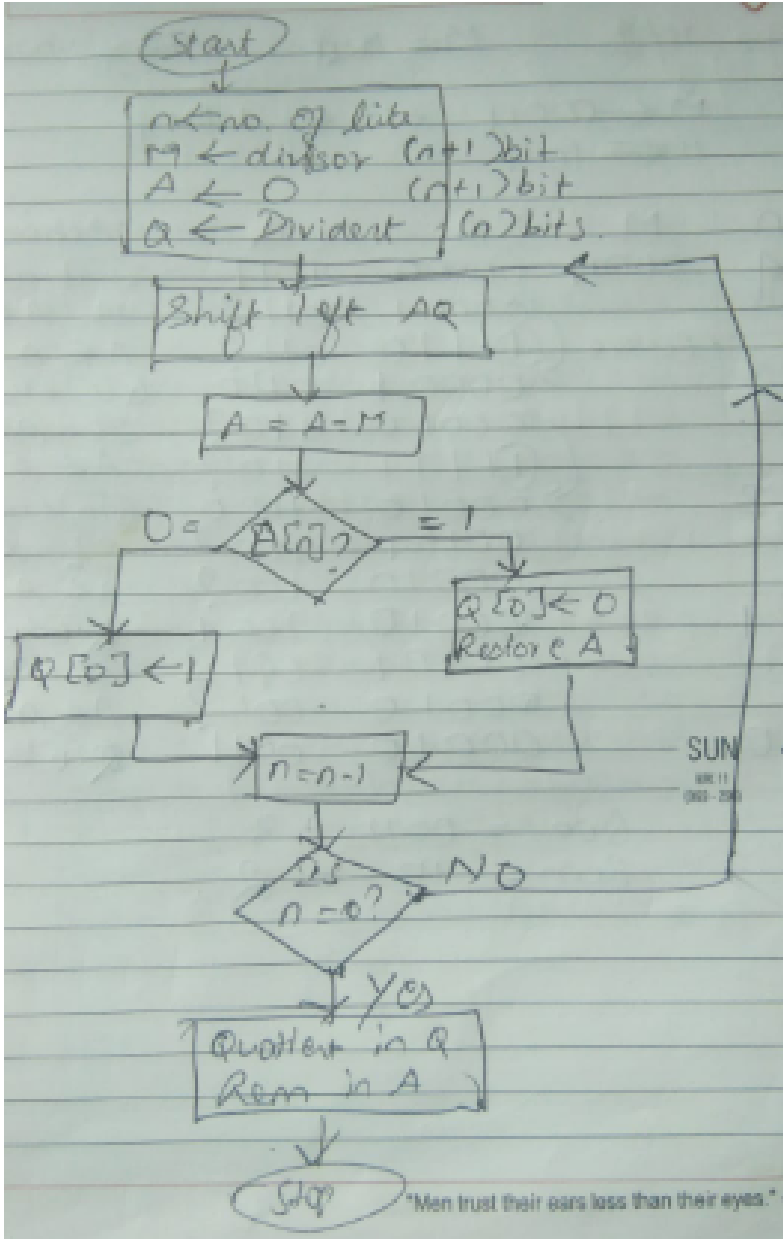 Start
n ← no. of bits
M ← divisor (n+1) bit
A ← 0 (n+1) bit
Q ← Divident (n) bits.
Shift left AQ
A = A - M
0 =
A[n]?
= 1
Q[0] ← 0
Restore A
Q[0] ← 1
n = n-1
SUN
Is
n = 0?
NO
Yes
Quotient in Q
Rem in A
Stop
"Men trust their ears less than their eyes."